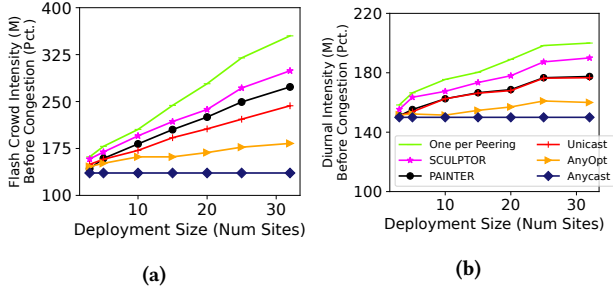 Flash Crowd Intensity (M)
Before Congestion (Pct.)
400
325
250
175
100
10
20
30
Deployment Size (Num Sites)
(a)
Diurnal Intensity (M)
Before Congestion (Pct.)
220
180
140
100
One per Peering
SCULPTOR
PAINTER
Unicast
AnyOpt
Anycast
10
20
30
Deployment Size (Num Sites)
(b)